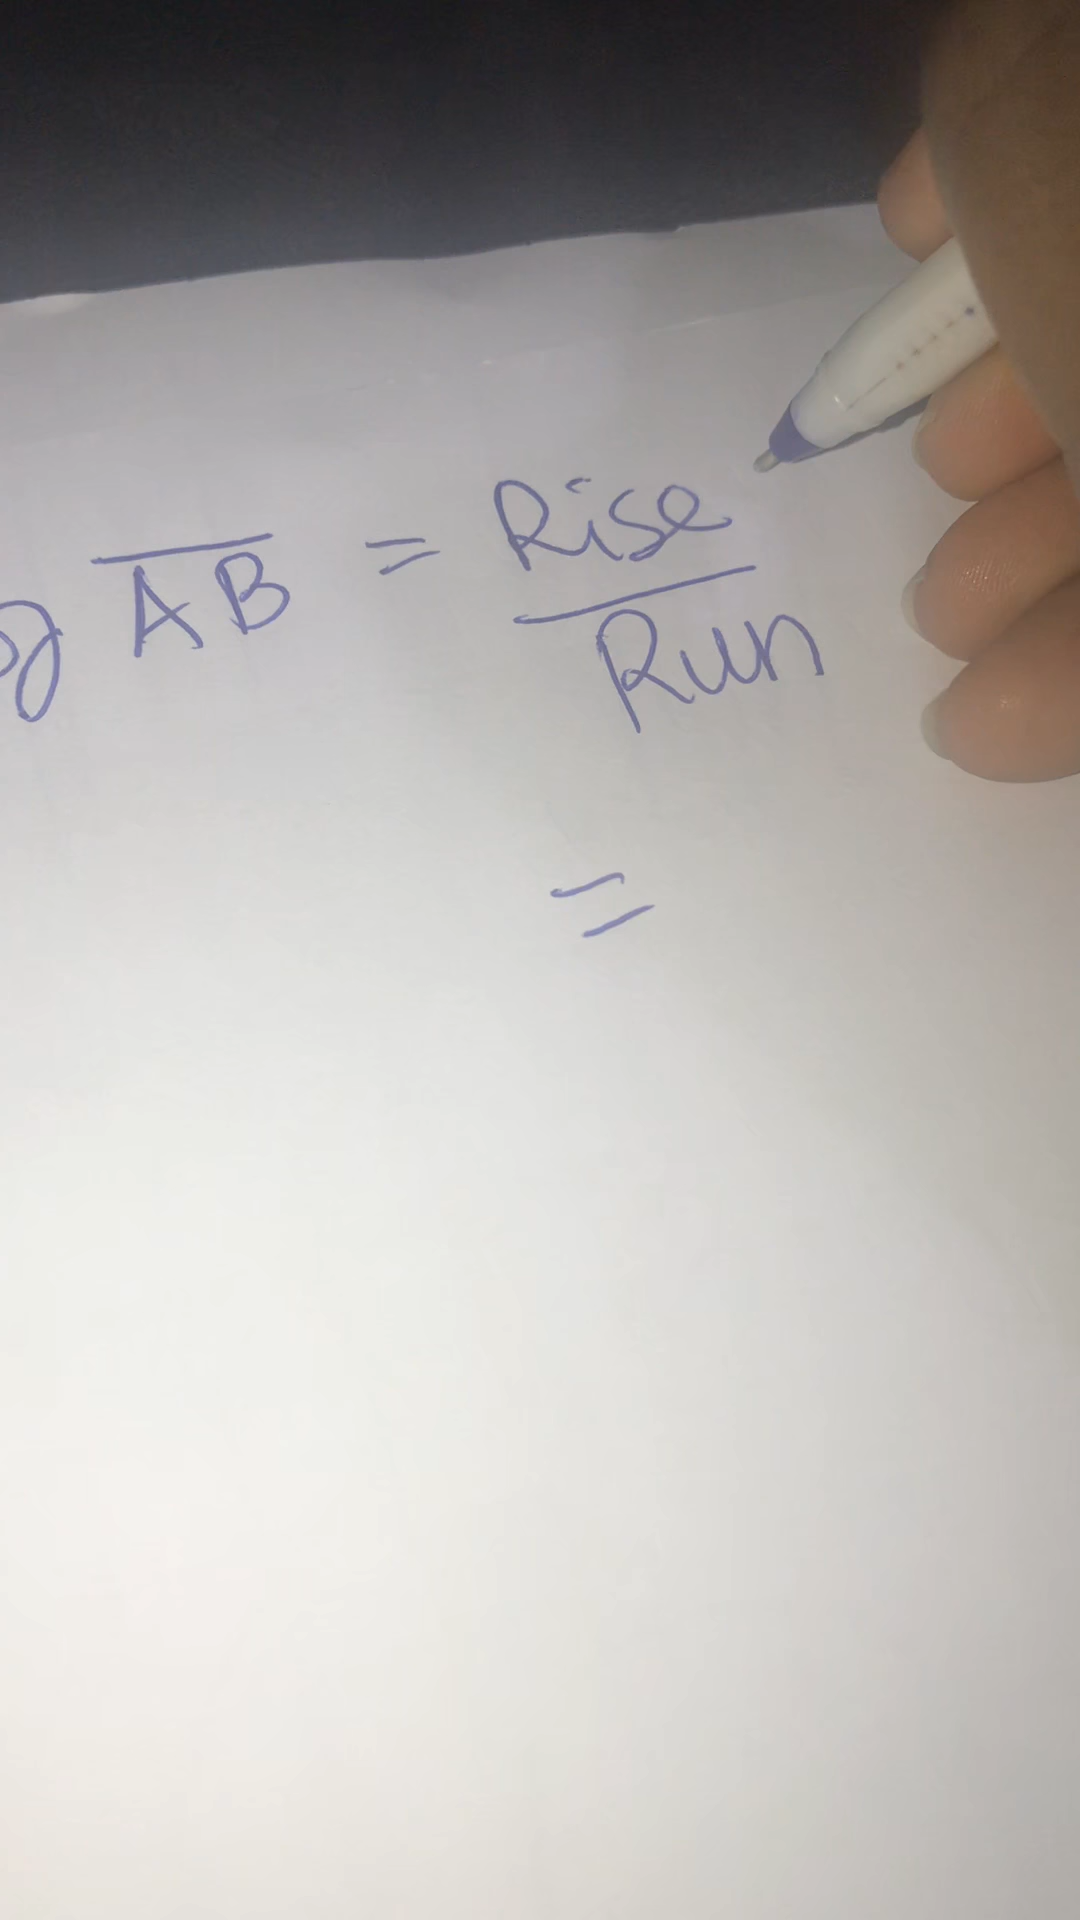 AB = Rise
Run
=